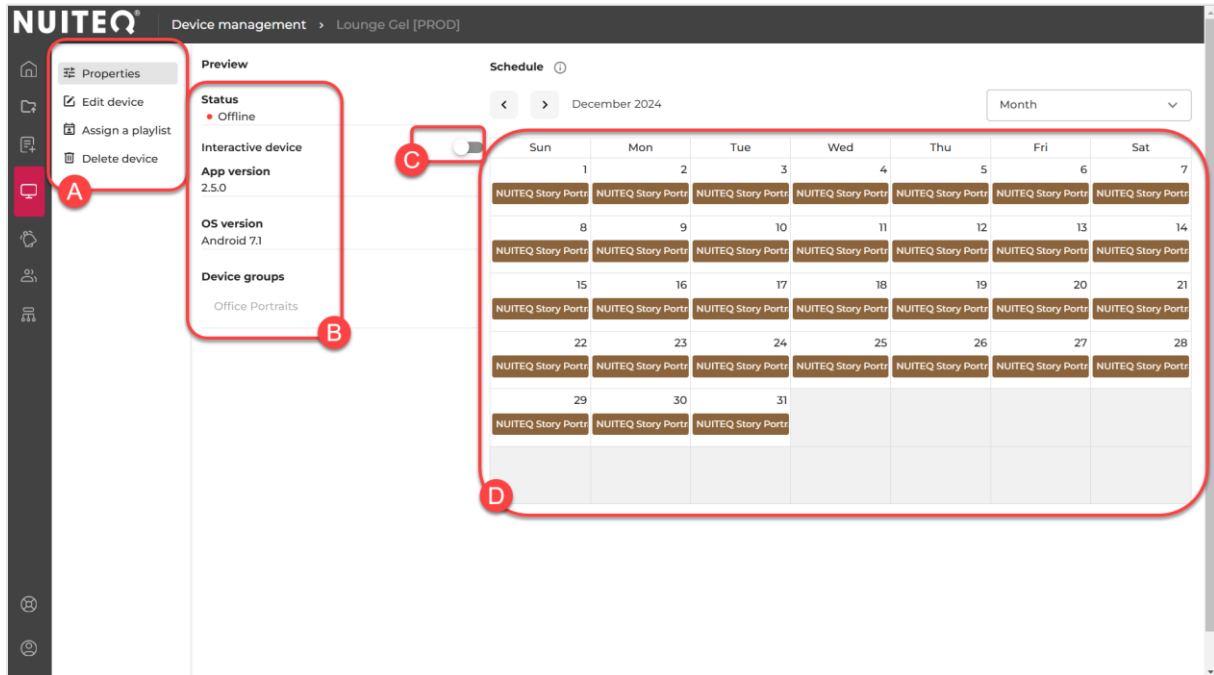 NUITEQ® Device management › Lounge Gel [PROD]
Properties
Edit device
Assign a playlist
Delete device
A
Preview
Status
Offline
Interactive device
App version
2.5.0
OS version
Android 7.1
Device groups
Office Portraits
B
C
Schedule
< > December 2024 Month
Sun Mon Tue Wed Thu Fri Sat
1 2 3 4 5 6 7
NUITEQ Story Portr NUITEQ Story Portr NUITEQ Story Portr NUITEQ Story Portr NUITEQ Story Portr NUITEQ Story Portr NUITEQ Story Portr
8 9 10 11 12 13 14
NUITEQ Story Portr NUITEQ Story Portr NUITEQ Story Portr NUITEQ Story Portr NUITEQ Story Portr NUITEQ Story Portr NUITEQ Story Portr
15 16 17 18 19 20 21
NUITEQ Story Portr NUITEQ Story Portr NUITEQ Story Portr NUITEQ Story Portr NUITEQ Story Portr NUITEQ Story Portr NUITEQ Story Portr
22 23 24 25 26 27 28
NUITEQ Story Portr NUITEQ Story Portr NUITEQ Story Portr NUITEQ Story Portr NUITEQ Story Portr NUITEQ Story Portr NUITEQ Story Portr
29 30 31
NUITEQ Story Portr NUITEQ Story Portr NUITEQ Story Portr
D